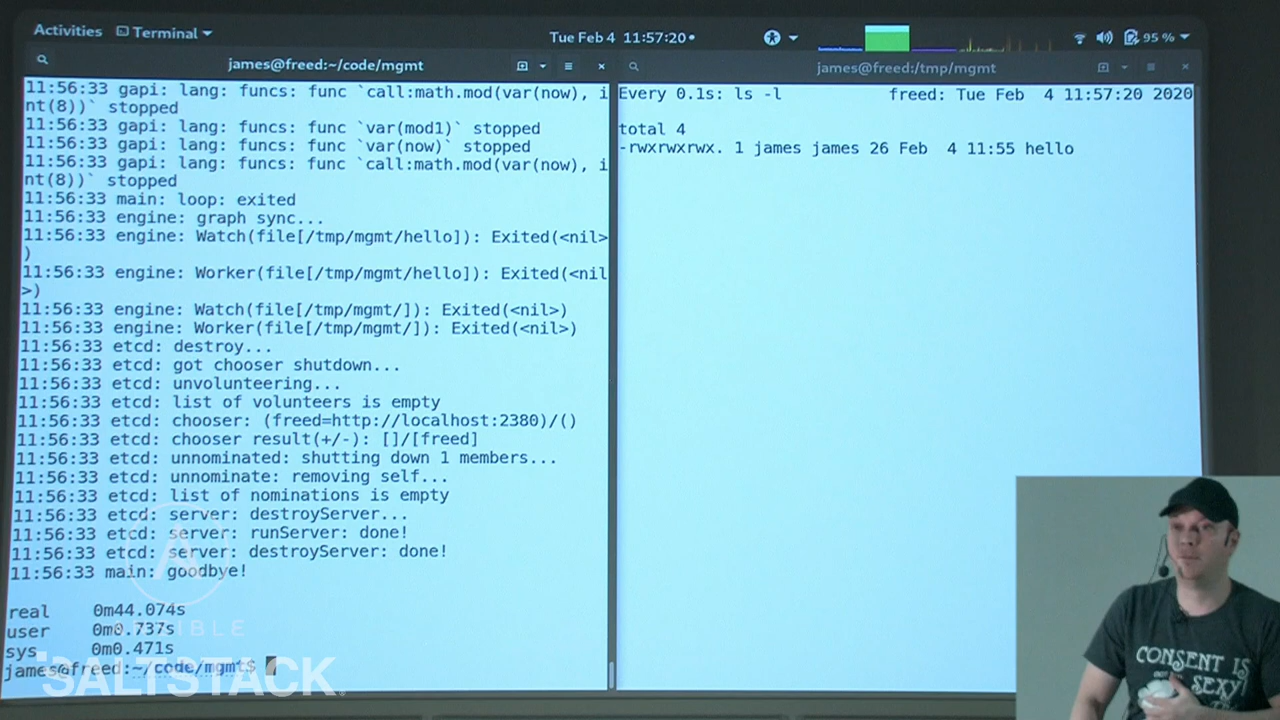 Activities Terminal Tue Feb 4 11:57:20 95 %
james@freed:~/code/mgmt
11:56:33 gapi: lang: funcs: func `call:math.mod(var(now), i
nt(8))` stopped
11:56:33 gapi: lang: funcs: func `var(mod1)` stopped
11:56:33 gapi: lang: funcs: func `var(now)` stopped
11:56:33 gapi: lang: funcs: func `call:math.mod(var(now), i
nt(8))` stopped
11:56:33 main: loop: exited
11:56:33 engine: graph sync...
11:56:33 engine: Watch(file[/tmp/mgmt/hello]): Exited(<nil>
)
11:56:33 engine: Worker(file[/tmp/mgmt/hello]): Exited(<nil
>)
11:56:33 engine: Watch(file[/tmp/mgmt/]): Exited(<nil>)
11:56:33 engine: Worker(file[/tmp/mgmt/]): Exited(<nil>)
11:56:33 etcd: destroy...
11:56:33 etcd: got chooser shutdown...
11:56:33 etcd: unvolunteering...
11:56:33 etcd: list of volunteers is empty
11:56:33 etcd: chooser: (freed=http://localhost:2380)/()
11:56:33 etcd: chooser result(+/-): []/[freed]
11:56:33 etcd: unnominated: shutting down 1 members...
11:56:33 etcd: unnominate: removing self...
11:56:33 etcd: list of nominations is empty
11:56:33 etcd: server: destroyServer...
11:56:33 etcd: server: runServer: done!
11:56:33 etcd: server: destroyServer: done!
11:56:33 main: goodbye!
real 0m44.074s
user 0m0.737s
sys 0m0.471s
james@freed:~/code/mgmt$
james@freed:/tmp/mgmt
Every 0.1s: ls -l freed: Tue Feb 4 11:57:20 2020
total 4
-rwxrwxrwx. 1 james james 26 Feb 4 11:55 hello
SALTSTACK
CONSENT IS
SEXY